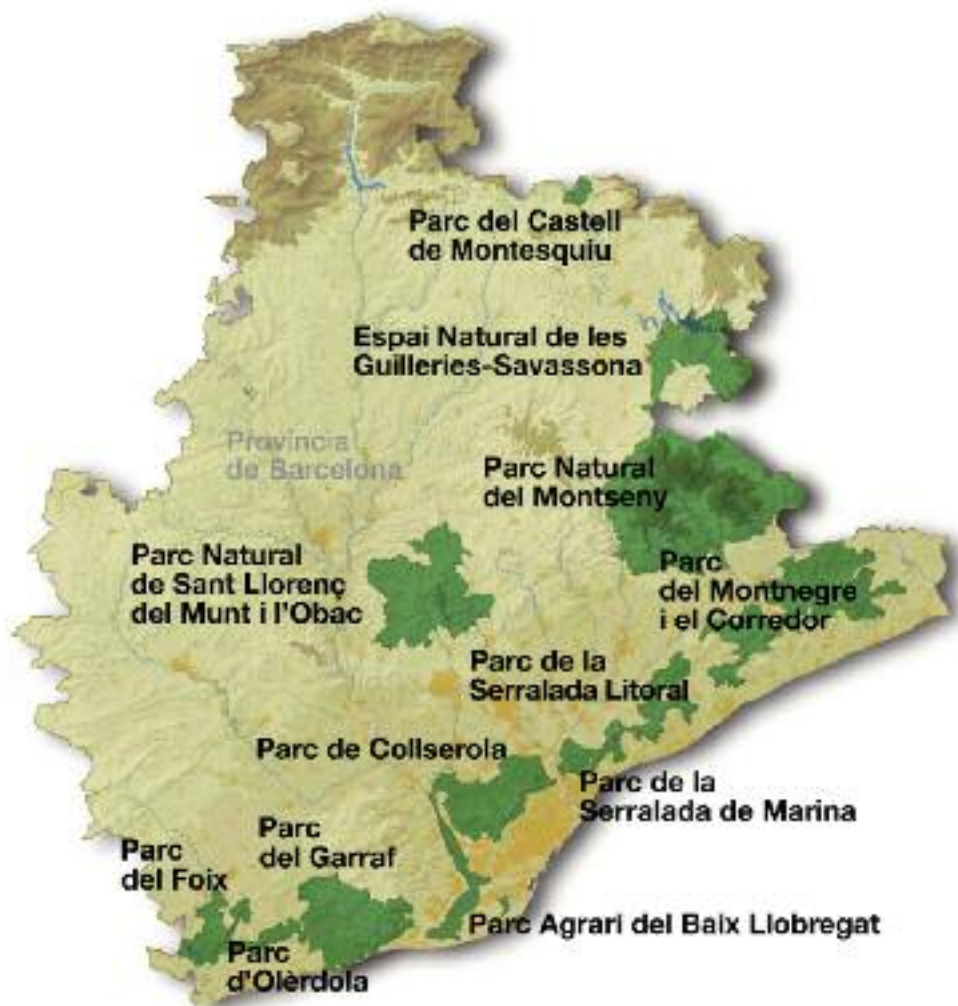 Parc del Castell
de Montesquiu
Espai Natural de les
Guilleries-Savassona
Província
de Barcelona
Parc Natural
del Montseny
Parc Natural
de Sant Llorenç
del Munt i l'Obac
Parc
del Montnegre
i el Corredor
Parc de la
Serralada Litoral
Parc de Collserola
Parc de la
Serralada de Marina
Parc
del Garraf
Parc
del Foix
Parc Agrari del Baix Llobregat
Parc
d'Olèrdola